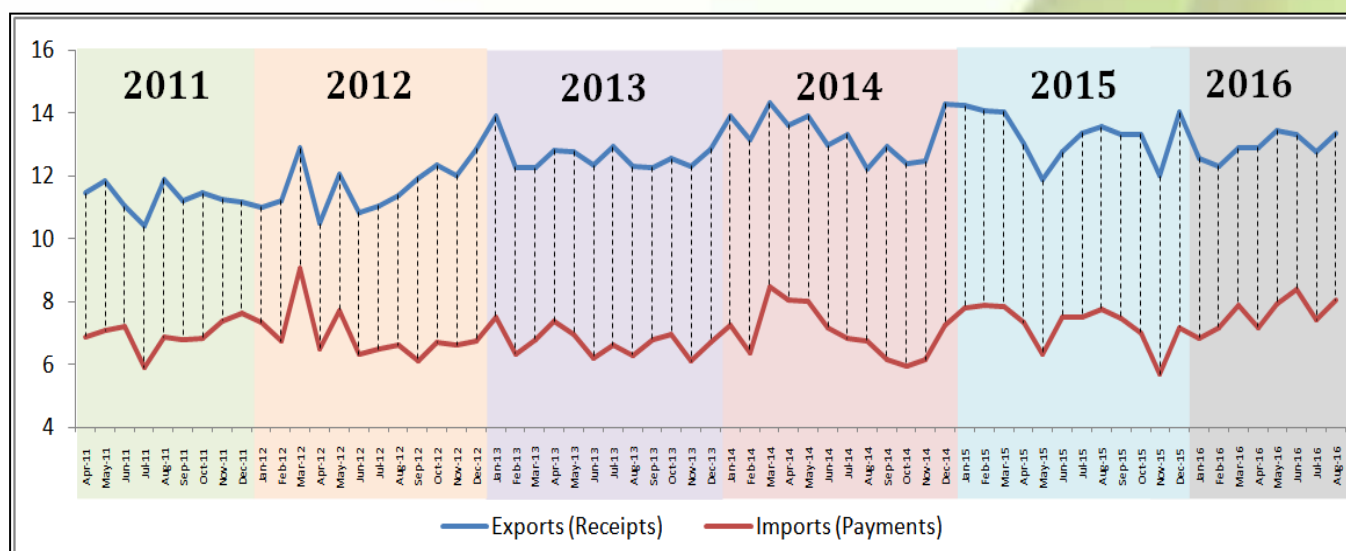 16
14
12
10
8
6
4
2011 2012 2013 2014 2015 2016
Apr-11 May-11 Jun-11 Jul-11 Aug-11 Sep-11 Oct-11 Nov-11 Dec-11 Jan-12 Feb-12 Mar-12 Apr-12 May-12 Jun-12 Jul-12 Aug-12 Sep-12 Oct-12 Nov-12 Dec-12 Jan-13 Feb-13 Mar-13 Apr-13 May-13 Jun-13 Jul-13 Aug-13 Sep-13 Oct-13 Nov-13 Dec-13 Jan-14 Feb-14 Mar-14 Apr-14 May-14 Jun-14 Jul-14 Aug-14 Sep-14 Oct-14 Nov-14 Dec-14 Jan-15 Feb-15 Mar-15 Apr-15 May-15 Jun-15 Jul-15 Aug-15 Sep-15 Oct-15 Nov-15 Dec-15 Jan-16 Feb-16 Mar-16 Apr-16 May-16 Jun-16 Jul-16 Aug-16
Exports (Receipts) Imports (Payments)